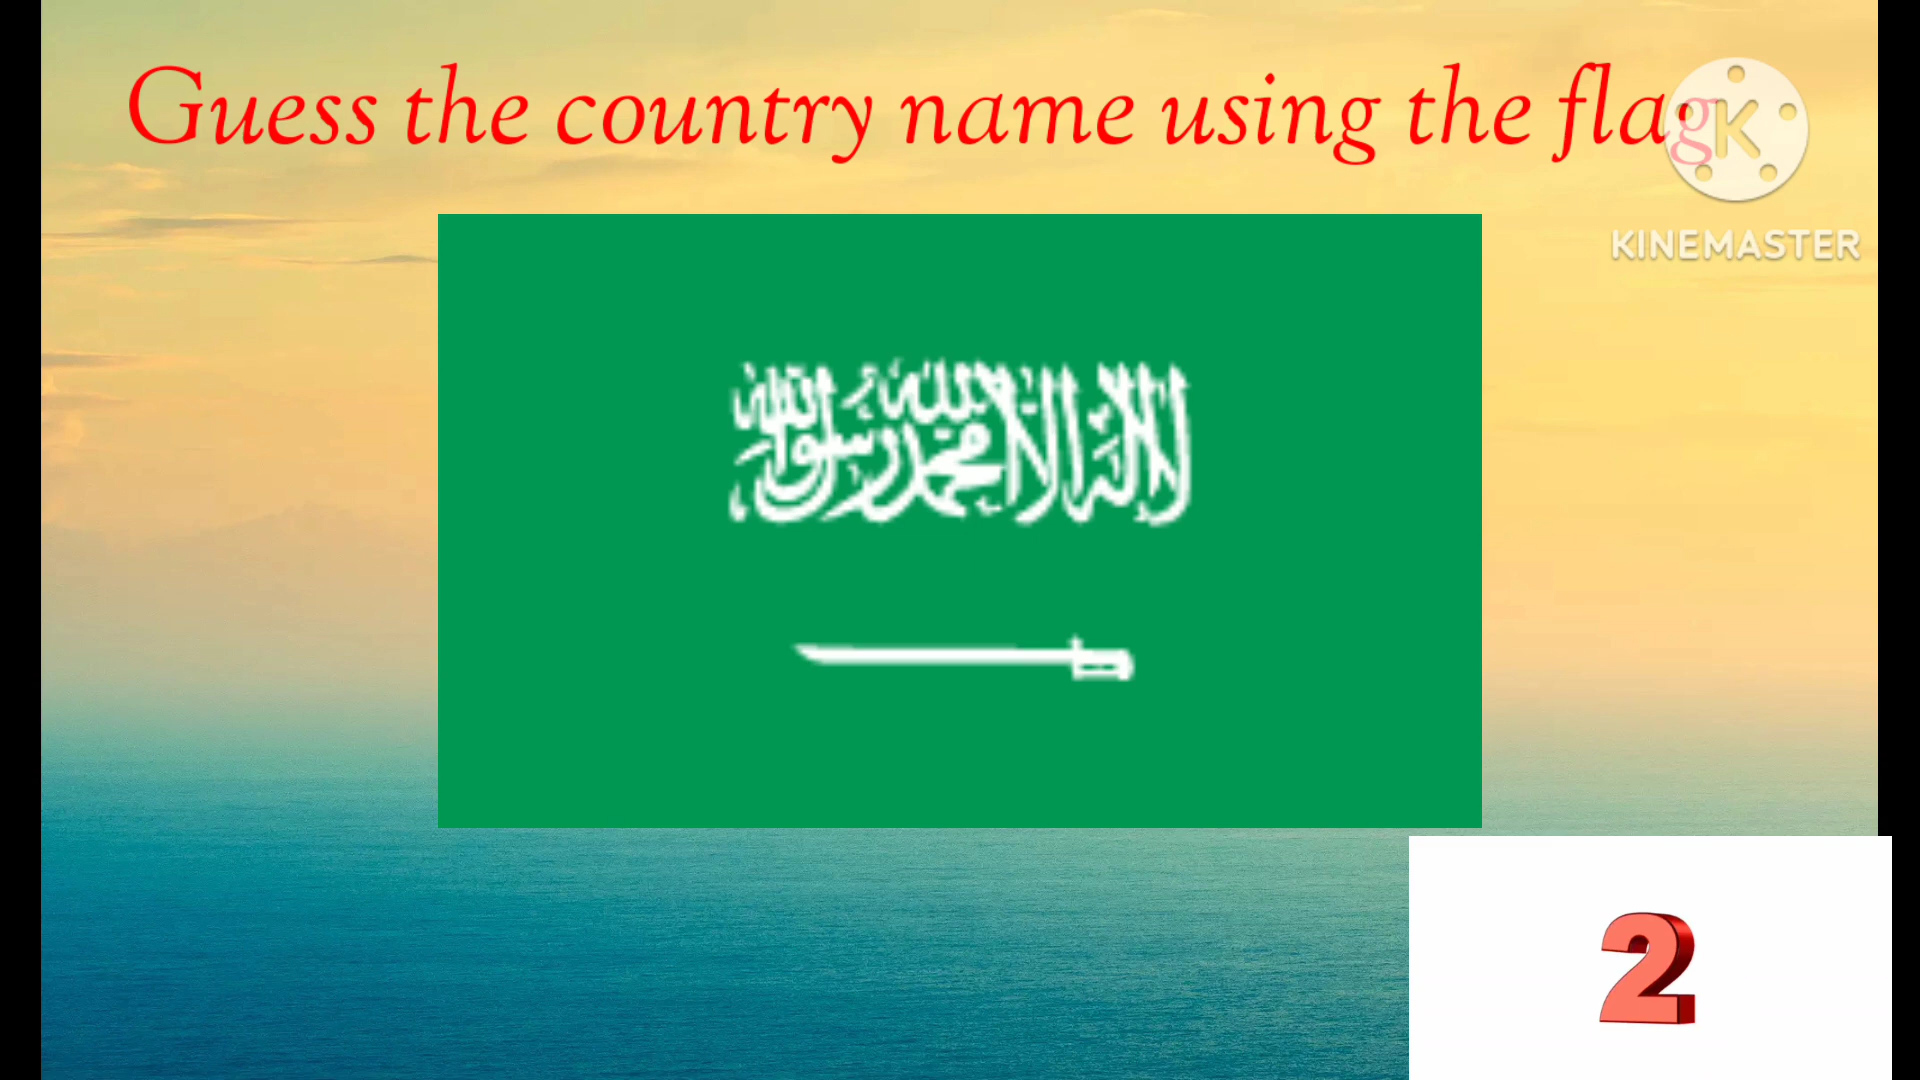 Guess the country name using the flag
K
KINEMASTER
لا إله إلا الله محمد رسول الله
2